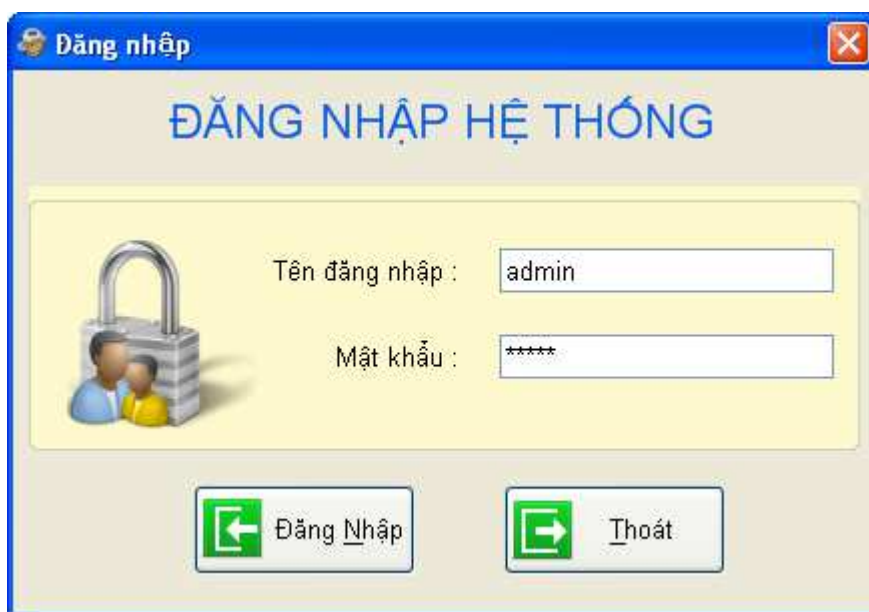 Đăng nhập
ĐĂNG NHẬP HỆ THỐNG
Tên đăng nhập : admin
Mật khẩu : *****
Đăng Nhập Thoát